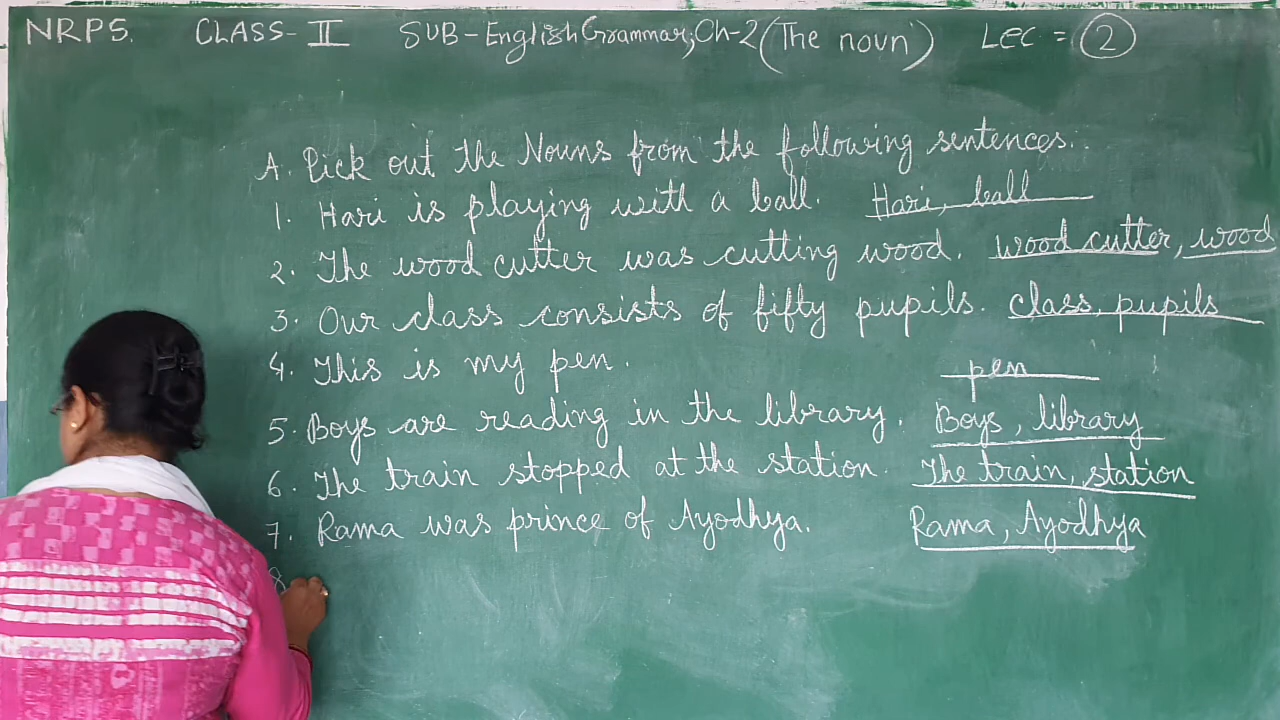 NRPS. CLASS-II SUB-English Grammar, Ch-2 (The noun) LEC = 2
A. Pick out the Nouns from the following sentences.
1. Hari is playing with a ball. Hari, ball
2. The wood cutter was cutting wood. wood cutter, wood
3. Our class consists of fifty pupils. class, pupils
4. This is my pen. pen
5. Boys are reading in the library. Boys, library
6. The train stopped at the station. The train, station
7. Rama was prince of Ayodhya. Rama, Ayodhya
8